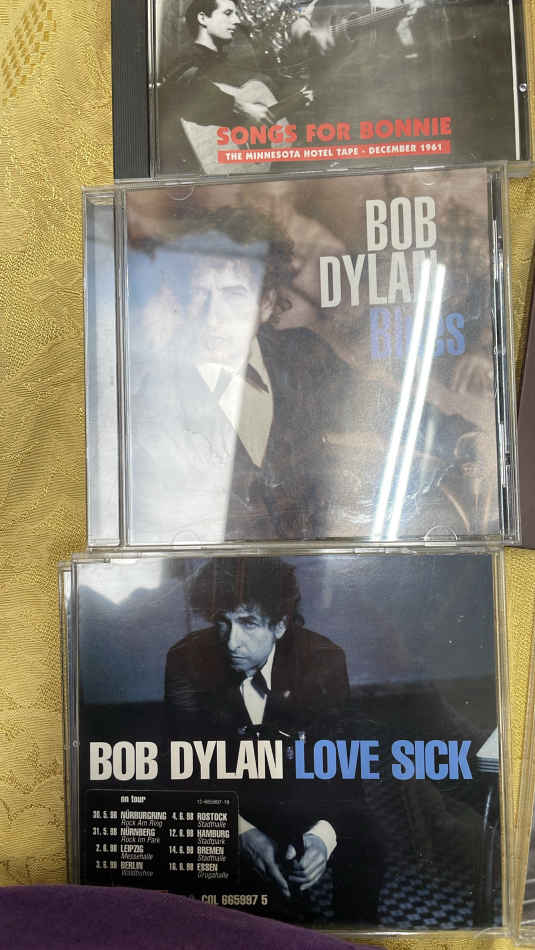 SONGS FOR BONNIE
THE MINNESOTA HOTEL TAPE - DECEMBER 1961
BOB
DYLAN
Blues
BOB DYLAN LOVE SICK
on tour
30. 5. 98 NÜRBURGRING
Rock Am Ring
31. 5. 98 NÜRNBERG
Rock Im Park
2. 6. 98 LEIPZIG
Messehalle
3. 6. 98 BERLIN
Waldbühne
4. 6. 98 ROSTOCK
Stadthalle
12. 6. 98 HAMBURG
Stadtpark
14. 6. 98 BREMEN
Stadthalle
16. 6. 98 ESSEN
Grugahalle
COL 665997 5